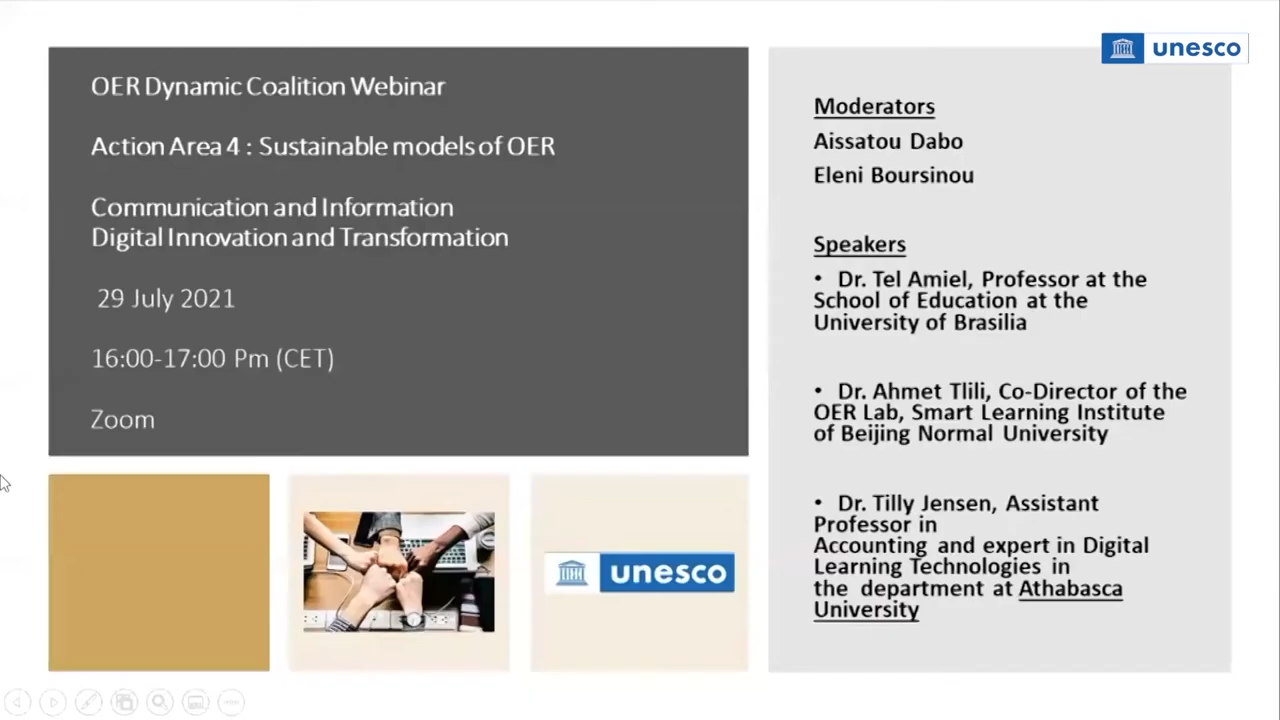 OER Dynamic Coalition Webinar
Action Area 4 : Sustainable models of OER
Communication and Information
Digital Innovation and Transformation
29 July 2021
16:00-17:00 Pm (CET)
Zoom
unesco
unesco
Moderators
Aissatou Dabo
Eleni Boursinou
Speakers
• Dr. Tel Amiel, Professor at the
School of Education at the
University of Brasilia
• Dr. Ahmet Tlili, Co-Director of the
OER Lab, Smart Learning Institute
of Beijing Normal University
• Dr. Tilly Jensen, Assistant
Professor in
Accounting and expert in Digital
Learning Technologies in
the department at Athabasca
University